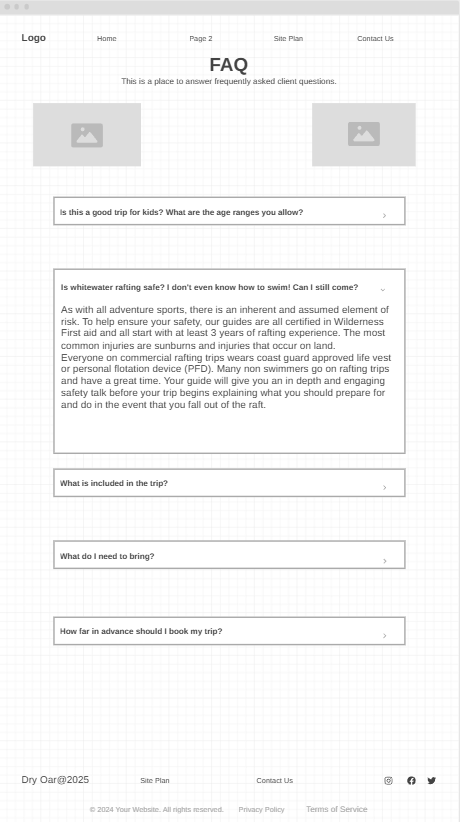 Logo Home Page 2 Site Plan Contact Us
FAQ
This is a place to answer frequently asked client questions.
Is this a good trip for kids? What are the age ranges you allow?
Is whitewater rafting safe? I don't even know how to swim! Can I still come?
As with all adventure sports, there is an inherent and assumed element of
risk. To help ensure your safety, our guides are all certified in Wilderness
First aid and all start with at least 3 years of rafting experience. The most
common injuries are sunburns and injuries that occur on land.
Everyone on commercial rafting trips wears coast guard approved life vest
or personal flotation device (PFD). Many non swimmers go on rafting trips
and have a great time. Your guide will give you an in depth and engaging
safety talk before your trip begins explaining what you should prepare for
and do in the event that you fall out of the raft.
What is included in the trip?
What do I need to bring?
How far in advance should I book my trip?
Dry Oar@2025 Site Plan Contact Us
© 2024 Your Website. All rights reserved. Privacy Policy Terms of Service